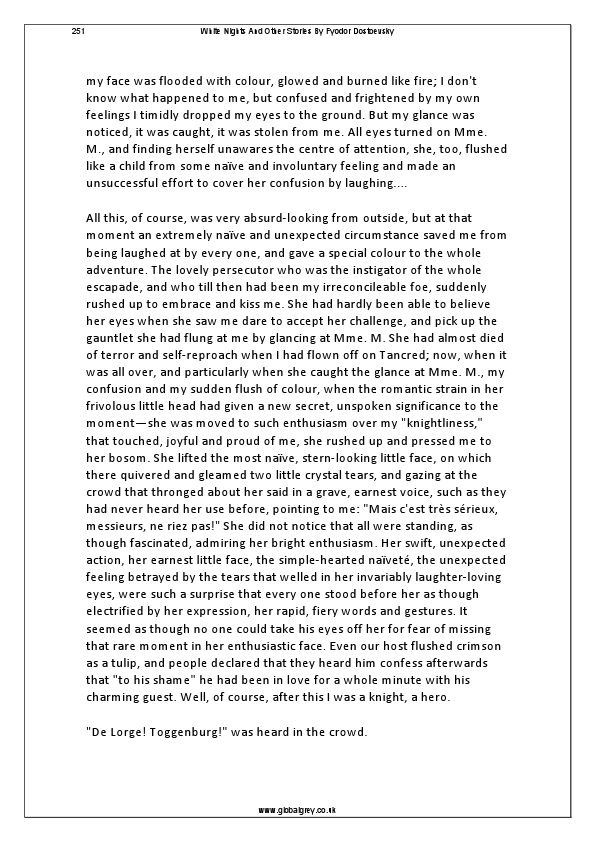 251 White Nights And Other Stories By Fyodor Dostoevsky
my face was flooded with colour, glowed and burned like fire; I don't
know what happened to me, but confused and frightened by my own
feelings I timidly dropped my eyes to the ground. But my glance was
noticed, it was caught, it was stolen from me. All eyes turned on Mme.
M., and finding herself unawares the centre of attention, she, too, flushed
like a child from some naïve and involuntary feeling and made an
unsuccessful effort to cover her confusion by laughing....
All this, of course, was very absurd-looking from outside, but at that
moment an extremely naïve and unexpected circumstance saved me from
being laughed at by every one, and gave a special colour to the whole
adventure. The lovely persecutor who was the instigator of the whole
escapade, and who till then had been my irreconcileable foe, suddenly
rushed up to embrace and kiss me. She had hardly been able to believe
her eyes when she saw me dare to accept her challenge, and pick up the
gauntlet she had flung at me by glancing at Mme. M. She had almost died
of terror and self-reproach when I had flown off on Tancred; now, when it
was all over, and particularly when she caught the glance at Mme. M., my
confusion and my sudden flush of colour, when the romantic strain in her
frivolous little head had given a new secret, unspoken significance to the
moment—she was moved to such enthusiasm over my "knightliness,"
that touched, joyful and proud of me, she rushed up and pressed me to
her bosom. She lifted the most naïve, stern-looking little face, on which
there quivered and gleamed two little crystal tears, and gazing at the
crowd that thronged about her said in a grave, earnest voice, such as they
had never heard her use before, pointing to me: "Mais c'est très sérieux,
messieurs, ne riez pas!" She did not notice that all were standing, as
though fascinated, admiring her bright enthusiasm. Her swift, unexpected
action, her earnest little face, the simple-hearted naïveté, the unexpected
feeling betrayed by the tears that welled in her invariably laughter-loving
eyes, were such a surprise that every one stood before her as though
electrified by her expression, her rapid, fiery words and gestures. It
seemed as though no one could take his eyes off her for fear of missing
that rare moment in her enthusiastic face. Even our host flushed crimson
as a tulip, and people declared that they heard him confess afterwards
that "to his shame" he had been in love for a whole minute with his
charming guest. Well, of course, after this I was a knight, a hero.
"De Lorge! Toggenburg!" was heard in the crowd.
www.globalgrey.co.uk